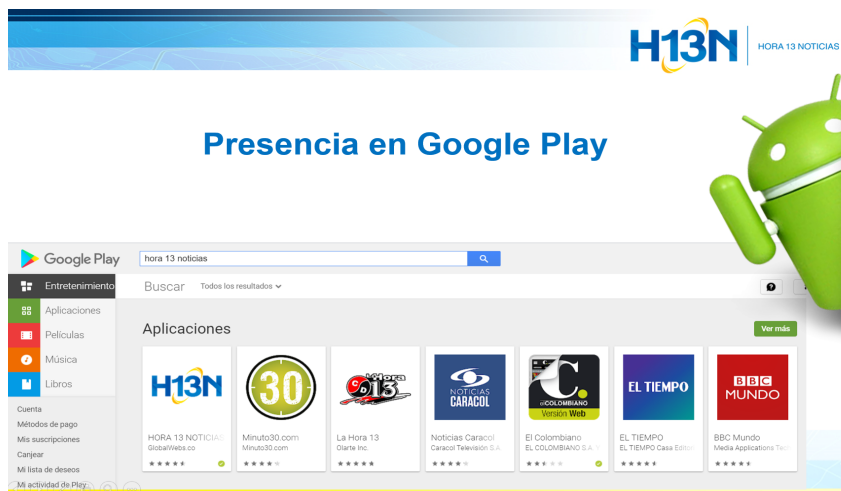 H13N
HORA 13 NOTICIAS
Presencia en Google Play
Google Play
hora 13 noticias
Entretenimiento
Buscar
Todos los resultados
Aplicaciones
Películas
Música
Libros
Cuenta
Métodos de pago
Mis suscripciones
Canjear
Mi lista de deseos
Mi actividad de Play
Aplicaciones
Ver más
H13N
HORA 13 NOTICIAS
GlobalWebs.co
30
Minuto30.com
Minuto30.com
La Hora
13
La Hora 13
Olarte Inc.
NOTICIAS
CARACOL
Noticias Caracol
Caracol Televisión S.A
C.
elCOLOMBIANO
Versión Web
El Colombiano
EL COLOMBIANO S.A
EL TIEMPO
EL TIEMPO
EL TIEMPO Casa Editor
BBC
MUNDO
BBC Mundo
Media Applications Tec